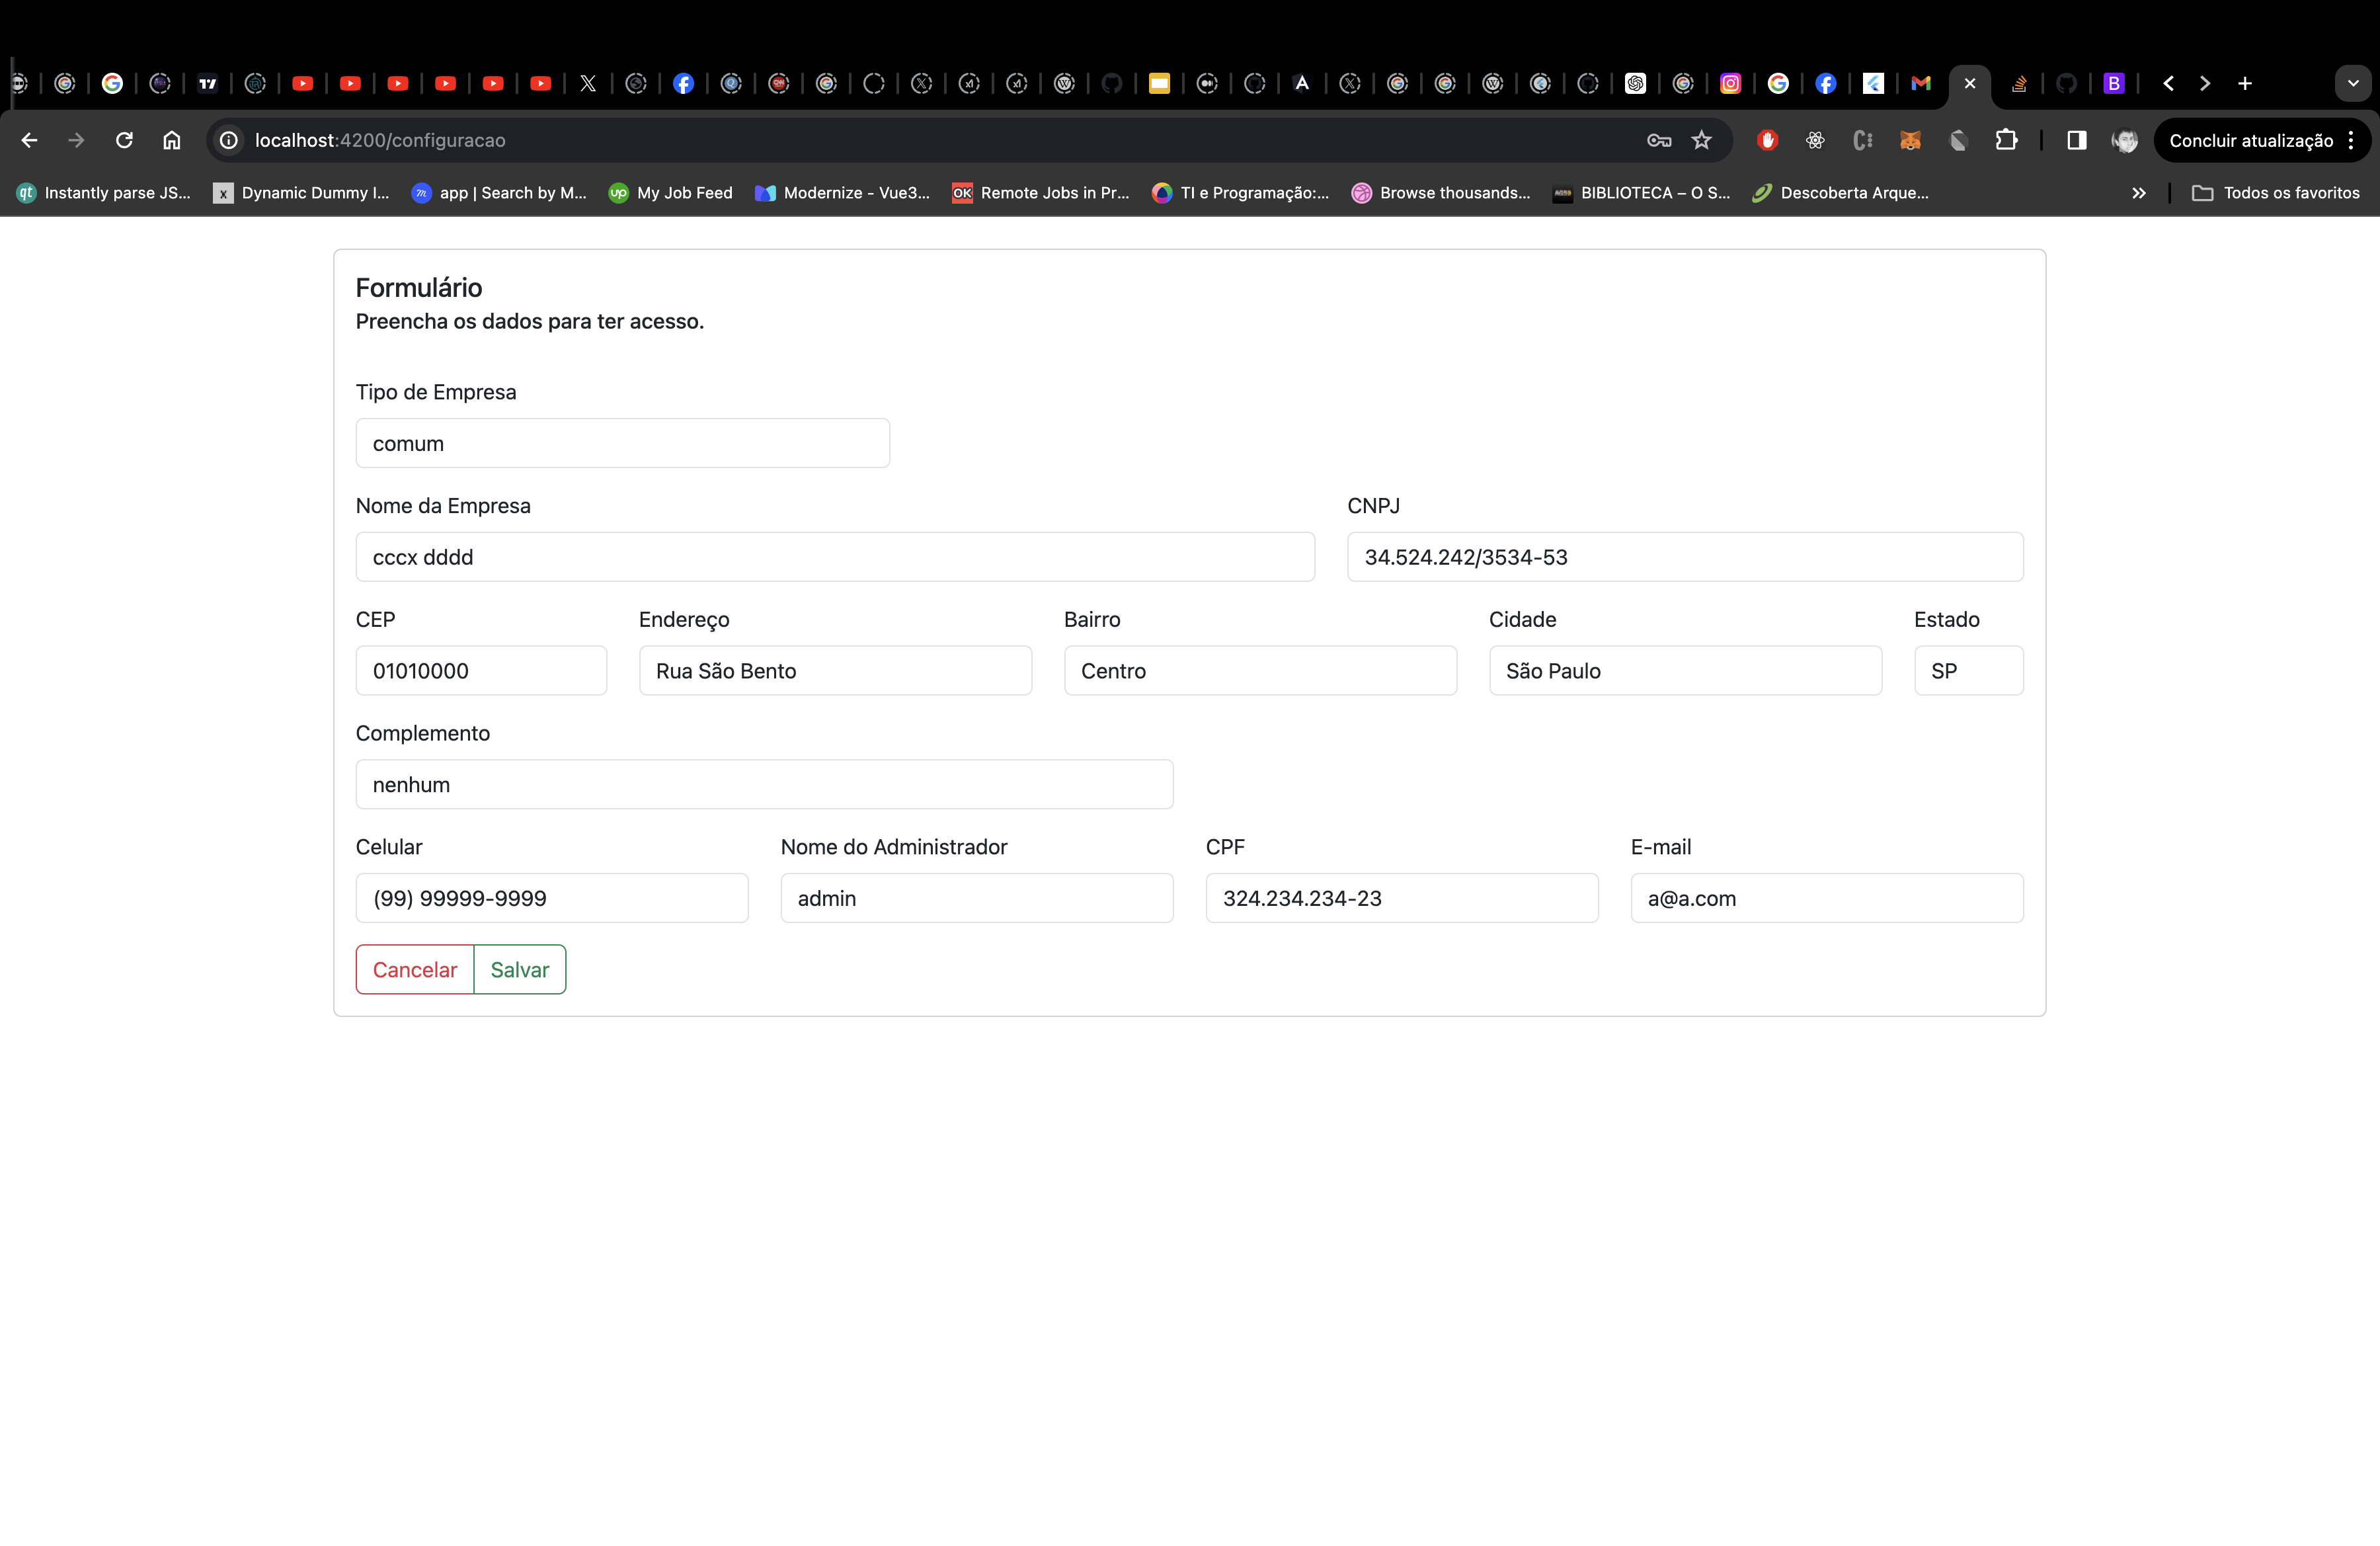 localhost:4200/configuracao
Concluir atualização
Instantly parse JS... Dynamic Dummy I... app | Search by M... My Job Feed Modernize - Vue3... Remote Jobs in Pr... TI e Programação:... Browse thousands... BIBLIOTECA – O S... Descoberta Arque... Todos os favoritos
Formulário
Preencha os dados para ter acesso.
Tipo de Empresa
comum
Nome da Empresa CNPJ
cccx dddd 34.524.242/3534-53
CEP Endereço Bairro Cidade Estado
01010000 Rua São Bento Centro São Paulo SP
Complemento
nenhum
Celular Nome do Administrador CPF E-mail
(99) 99999-9999 admin 324.234.234-23 a@a.com
Cancelar Salvar